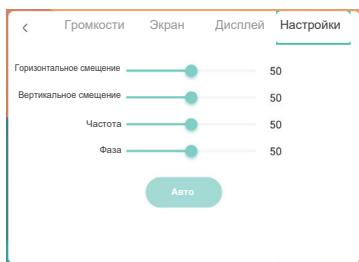 Громкости Экран Дисплей Настройки
Горизонтальное смещение 50
Вертикальное смещение 50
Частота 50
Фаза 50
Авто